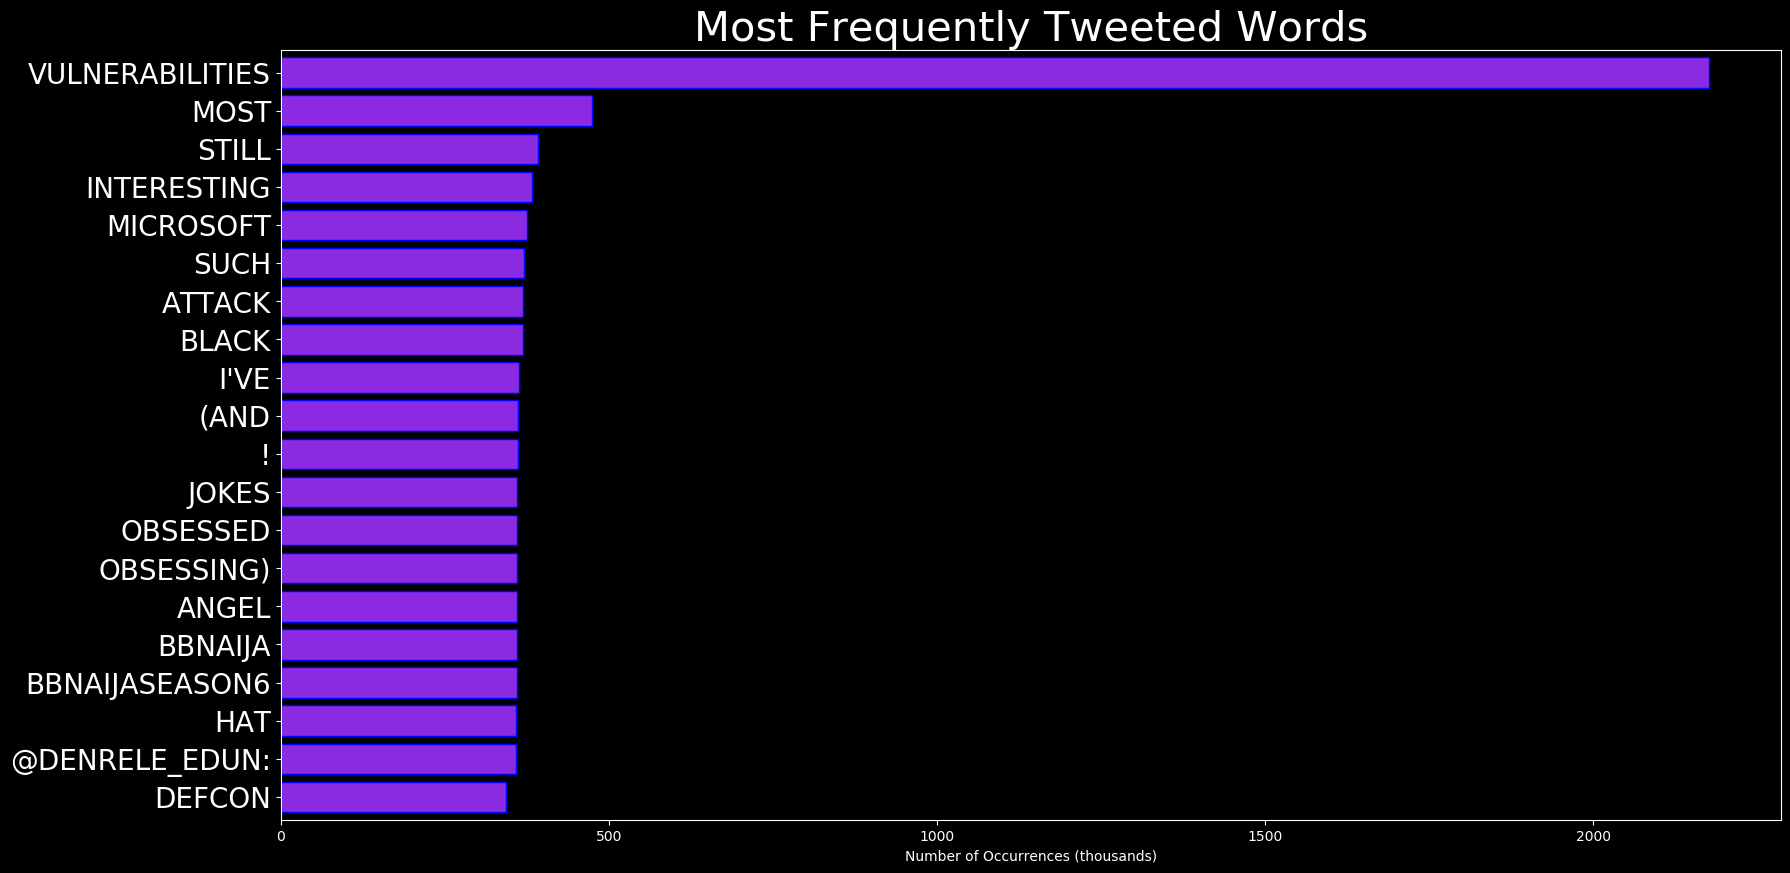 Most Frequently Tweeted Words
VULNERABILITIES
MOST
STILL
INTERESTING
MICROSOFT
SUCH
ATTACK
BLACK
I'VE
(AND
!
JOKES
OBSESSED
OBSESSING)
ANGEL
BBNAIJA
BBNAIJASEASON6
HAT
@DENRELE_EDUN:
DEFCON
0 500 1000 1500 2000
Number of Occurrences (thousands)